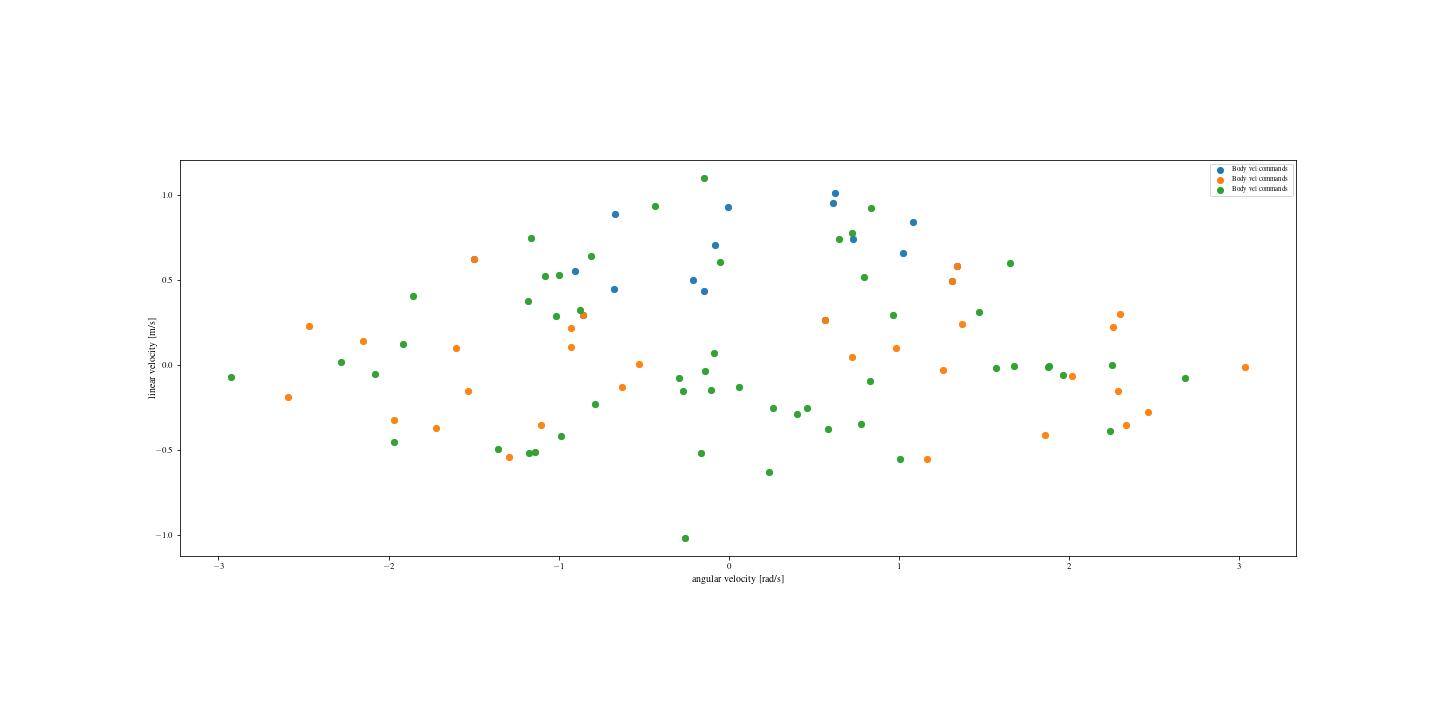 Body vel commands
Body vel commands
Body vel commands
1.0
0.5
0.0
−0.5
−1.0
linear velocity [m/s]
−3
−2
−1
0
1
2
3
angular velocity [rad/s]